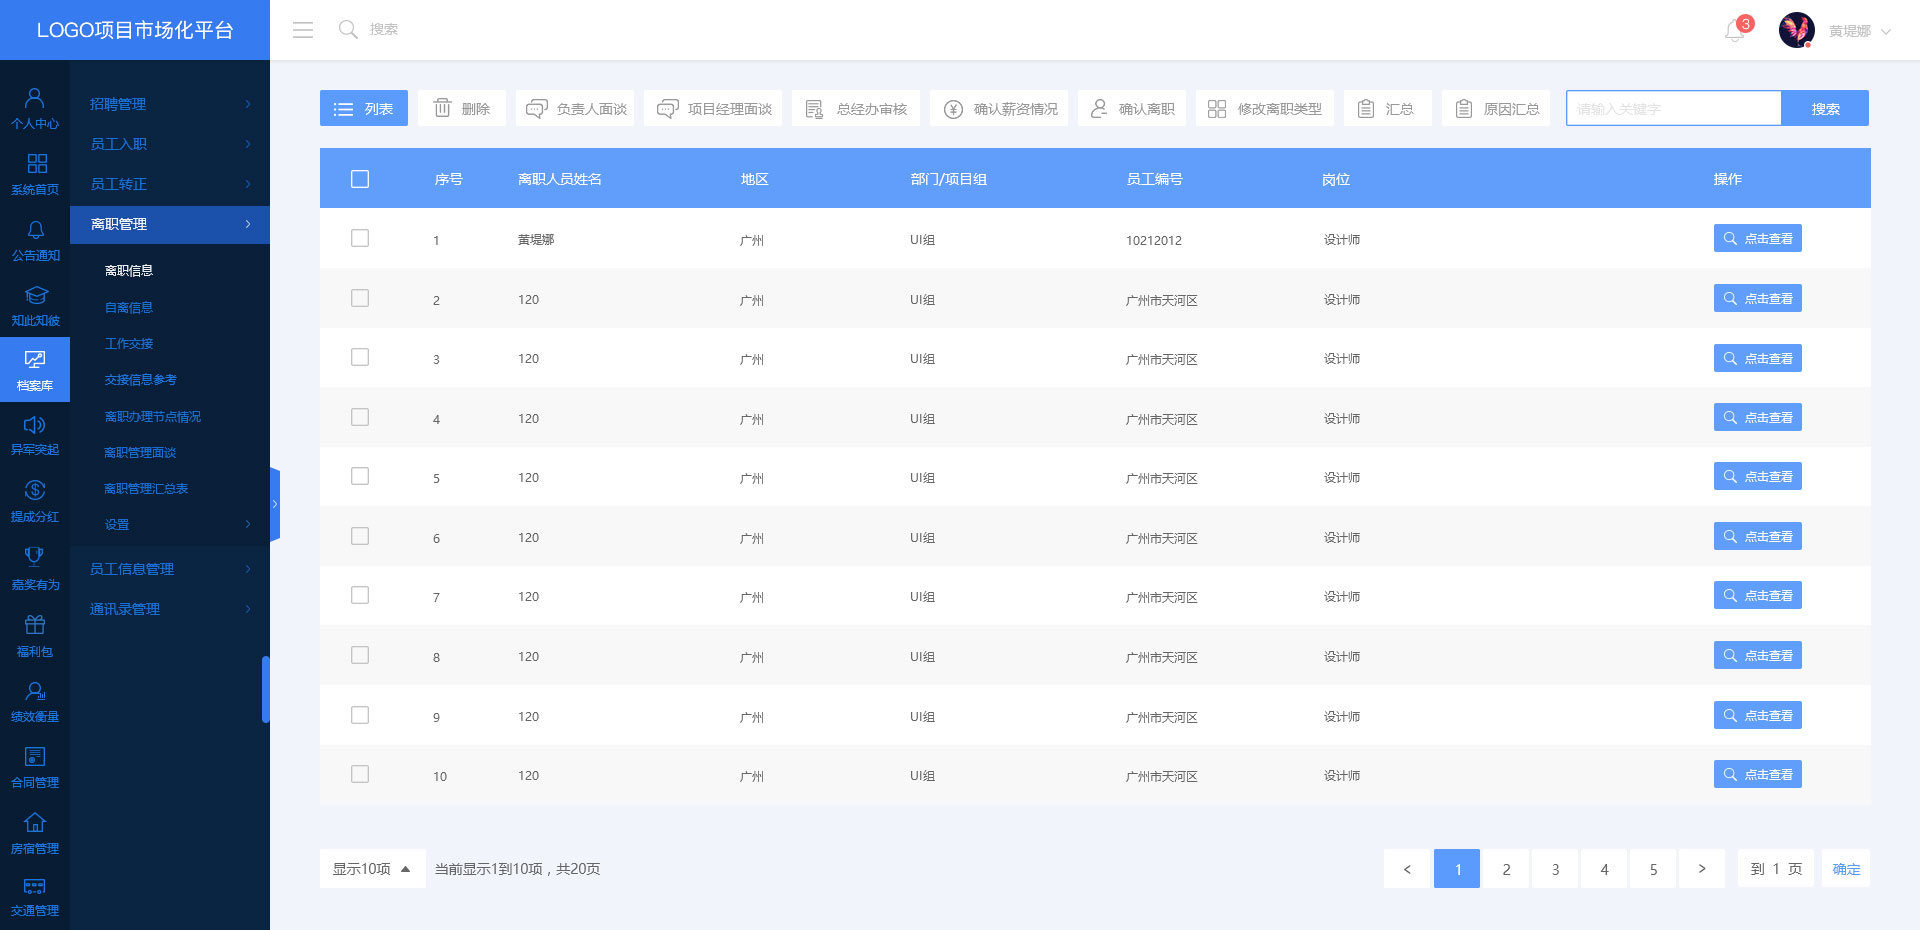 LOGO项目市场化平台
搜索
3
黄堤娜
个人中心
系统首页
公告通知
知此知彼
档案库
异军突起
提成分红
嘉奖有为
福利包
绩效衡量
合同管理
房宿管理
交通管理
招聘管理
员工入职
员工转正
离职管理
离职信息
自离信息
工作交接
交接信息参考
离职办理节点情况
离职管理面谈
离职管理汇总表
设置
员工信息管理
通讯录管理
列表 删除 负责人面谈 项目经理面谈 总经办审核 确认薪资情况 确认离职 修改离职类型 汇总 原因汇总 请输入关键字 搜索
序号 离职人员姓名 地区 部门/项目组 员工编号 岗位 操作
1 黄堤娜 广州 UI组 10212012 设计师 点击查看
2 120 广州 UI组 广州市天河区 设计师 点击查看
3 120 广州 UI组 广州市天河区 设计师 点击查看
4 120 广州 UI组 广州市天河区 设计师 点击查看
5 120 广州 UI组 广州市天河区 设计师 点击查看
6 120 广州 UI组 广州市天河区 设计师 点击查看
7 120 广州 UI组 广州市天河区 设计师 点击查看
8 120 广州 UI组 广州市天河区 设计师 点击查看
9 120 广州 UI组 广州市天河区 设计师 点击查看
10 120 广州 UI组 广州市天河区 设计师 点击查看
显示10项 当前显示1到10项，共20页 < 1 2 3 4 5 > 到 1 页 确定